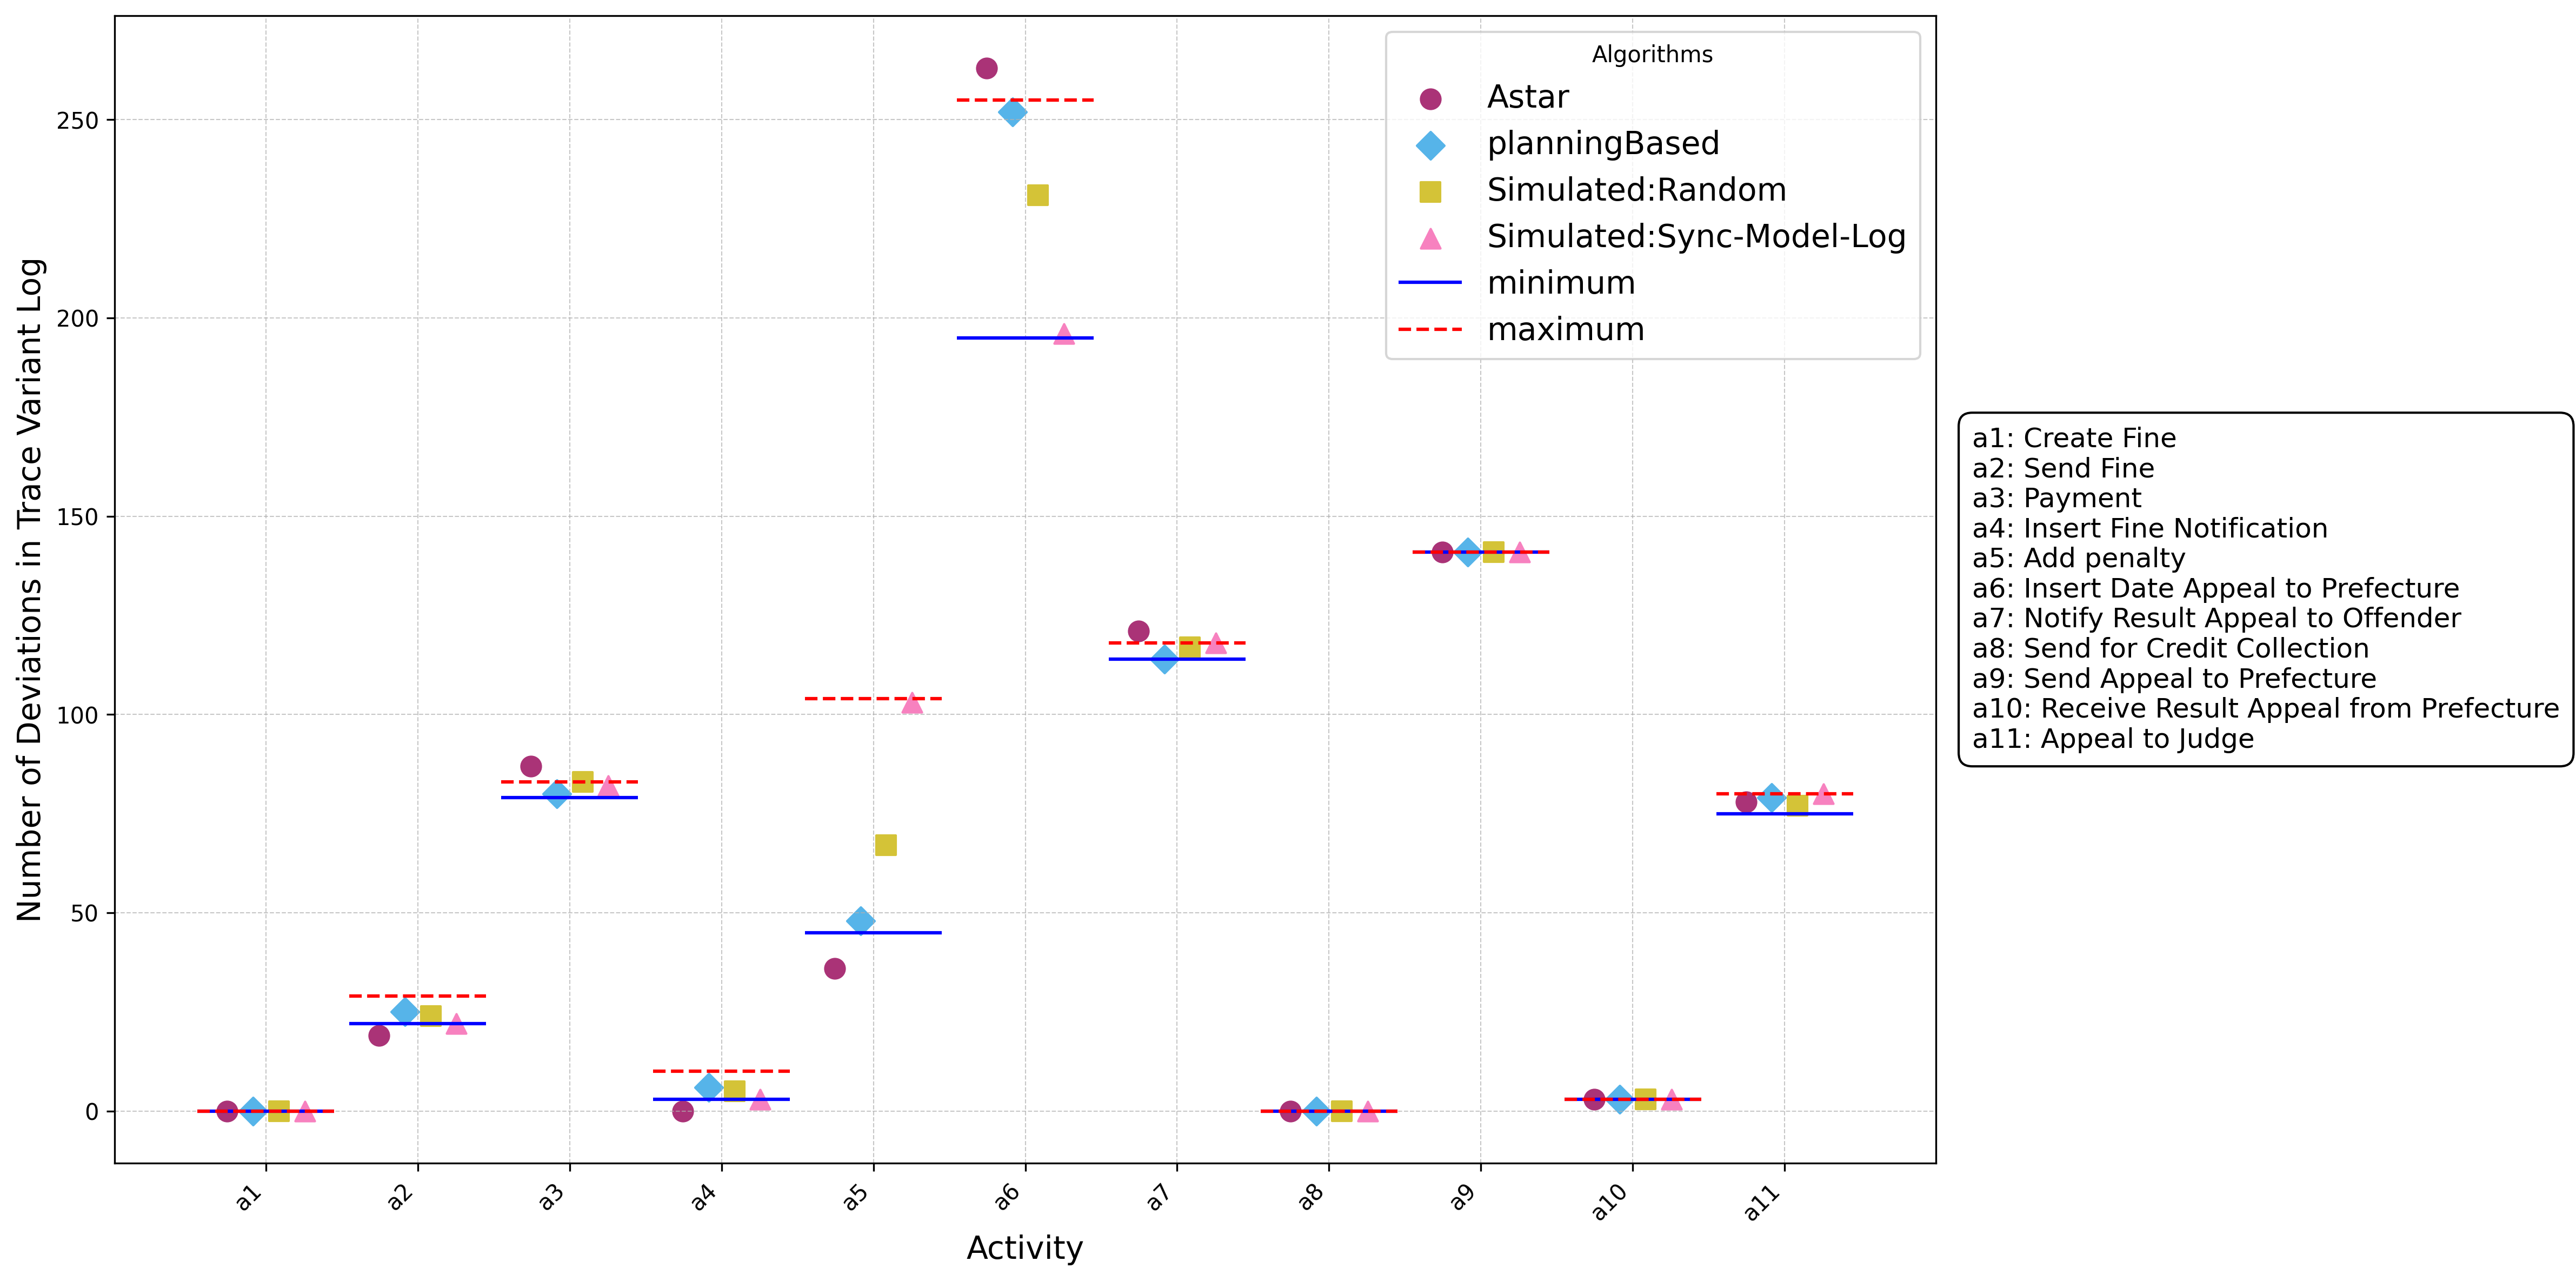 Number of Deviations in Trace Variant Log
250
200
150
100
50
0
a1
a2
a3
a4
a5
a6
a7
a8
a9
a10
a11
Activity
Algorithms
Astar
planningBased
Simulated:Random
Simulated:Sync-Model-Log
minimum
maximum
a1: Create Fine
a2: Send Fine
a3: Payment
a4: Insert Fine Notification
a5: Add penalty
a6: Insert Date Appeal to Prefecture
a7: Notify Result Appeal to Offender
a8: Send for Credit Collection
a9: Send Appeal to Prefecture
a10: Receive Result Appeal from Prefecture
a11: Appeal to Judge